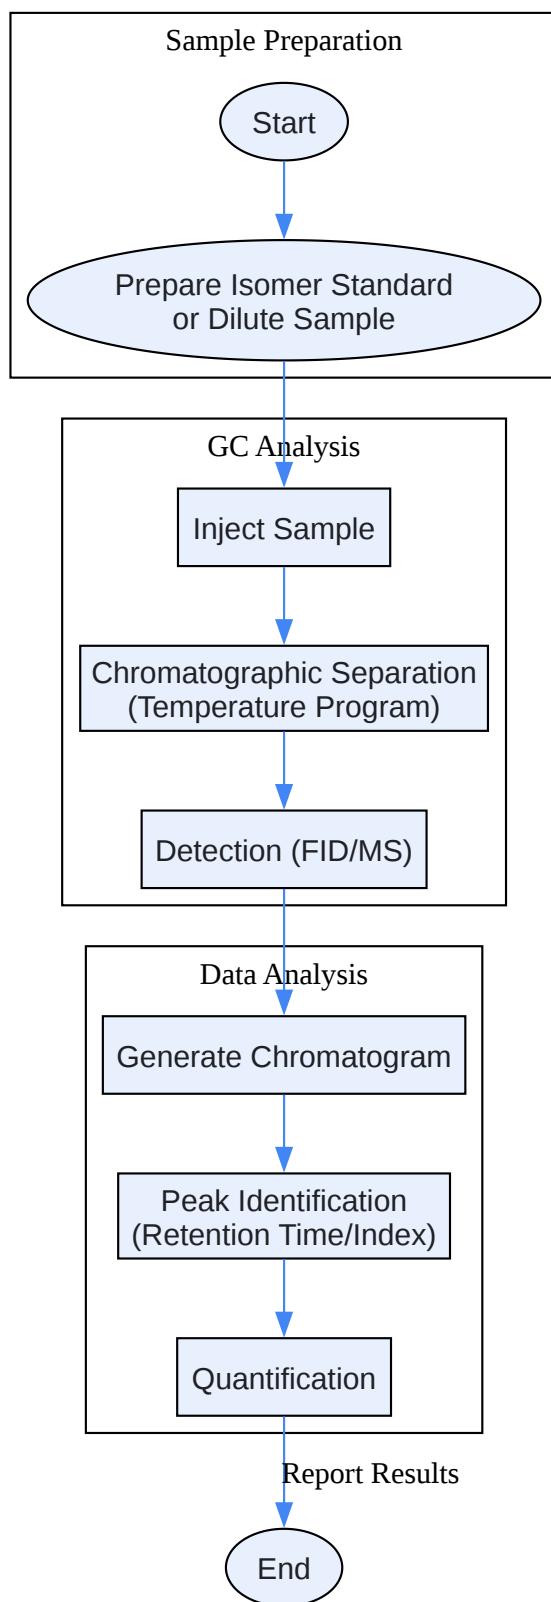 Sample Preparation
Start
Prepare Isomer Standard
or Dilute Sample
GC Analysis
Inject Sample
Chromatographic Separation
(Temperature Program)
Detection (FID/MS)
Data Analysis
Generate Chromatogram
Peak Identification
(Retention Time/Index)
Quantification
Report Results
End